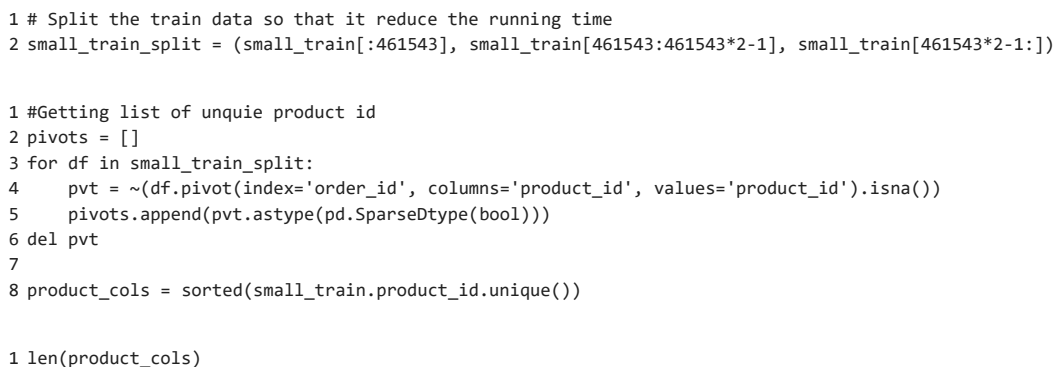 1 # Split the train data so that it reduce the running time
2 small_train_split = (small_train[:461543], small_train[461543:461543*2-1], small_train[461543*2-1:])
1 #Getting list of unquie product id
2 pivots = []
3 for df in small_train_split:
4     pvt = ~(df.pivot(index='order_id', columns='product_id', values='product_id').isna())
5     pivots.append(pvt.astype(pd.SparseDtype(bool)))
6 del pvt
7
8 product_cols = sorted(small_train.product_id.unique())
1 len(product_cols)